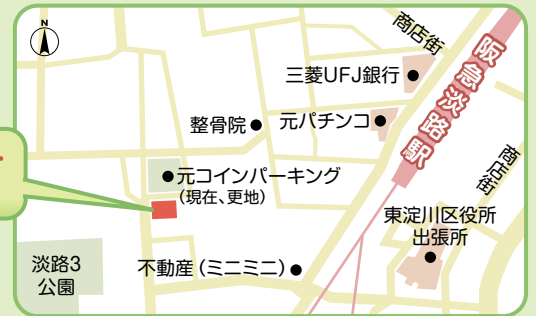 N
商店街
阪急淡路駅
三菱UFJ銀行
元パチンコ
整骨院
商店街
元コインパーキング
(現在、更地)
東淀川区役所
出張所
淡路3
公園
不動産(ミニミニ)